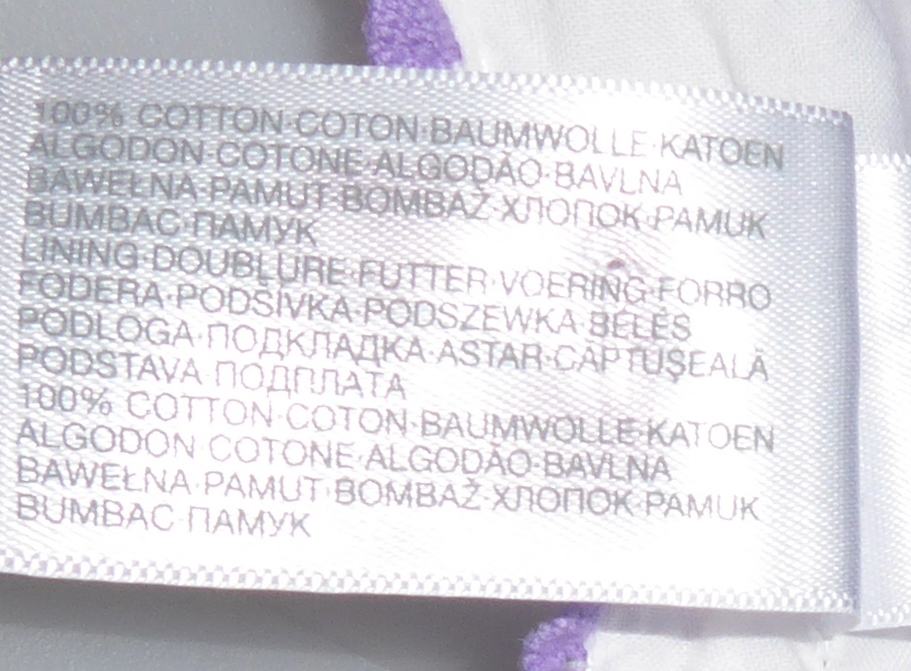 100% COTTON·COTON·BAUMWOLLE·KATOEN
ALGODON·COTONE·ALGODÃO·BAVLNA
BAWEŁNA·PAMUT·BOMBAŽ·ХЛОПОК·PAMUK
BUMBAC·ПАМУК
LINING·DOUBLURE·FUTTER·VOERING·FORRO
FODERA·PODŠÍVKA·PODSZEWKA·BÉLÉS
PODLOGA·ПОДКЛАДКА·ASTAR·CĂPTUŞEALĂ
PODSTAVA·ПОДПЛАТА
100% COTTON·COTON·BAUMWOLLE·KATOEN
ALGODON·COTONE·ALGODÃO·BAVLNA
BAWEŁNA·PAMUT·BOMBAŽ·ХЛОПОК·PAMUK
BUMBAC·ПАМУК